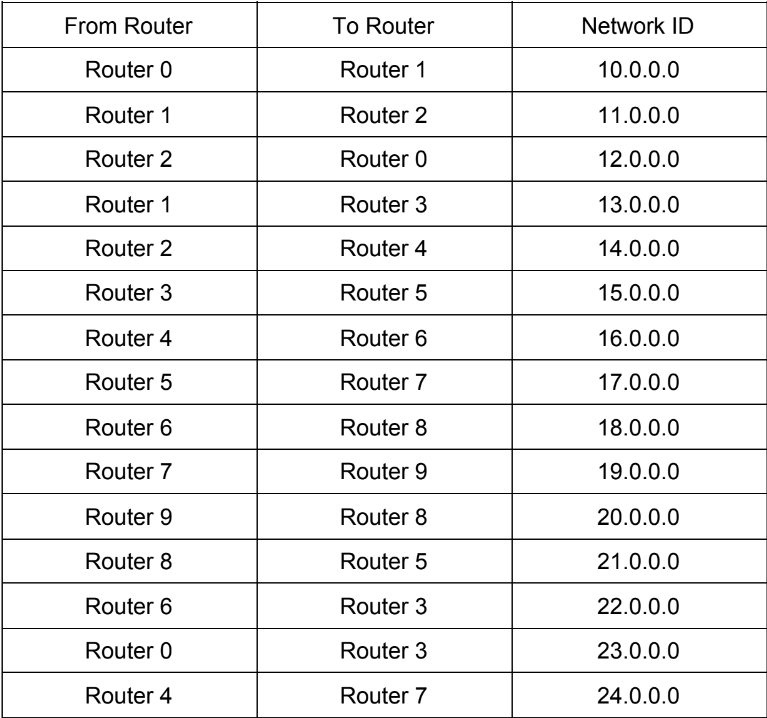 From Router To Router Network ID
Router 0 Router 1 10.0.0.0
Router 1 Router 2 11.0.0.0
Router 2 Router 0 12.0.0.0
Router 1 Router 3 13.0.0.0
Router 2 Router 4 14.0.0.0
Router 3 Router 5 15.0.0.0
Router 4 Router 6 16.0.0.0
Router 5 Router 7 17.0.0.0
Router 6 Router 8 18.0.0.0
Router 7 Router 9 19.0.0.0
Router 9 Router 8 20.0.0.0
Router 8 Router 5 21.0.0.0
Router 6 Router 3 22.0.0.0
Router 0 Router 3 23.0.0.0
Router 4 Router 7 24.0.0.0